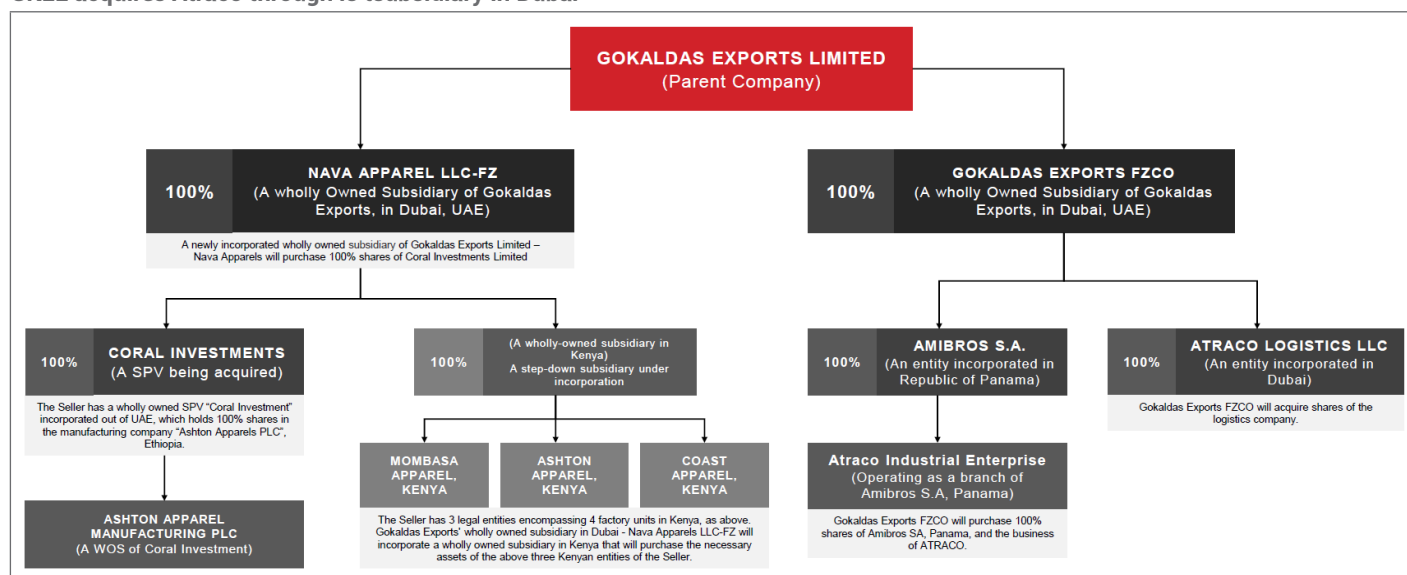 GOKALDAS EXPORTS LIMITED
(Parent Company)
100%
NAVA APPAREL LLC-FZ
(A wholly Owned Subsidiary of Gokaldas
Exports, in Dubai, UAE)
A newly incorporated wholly owned subsidiary of Gokaldas Exports Limited –
Nava Apparels will purchase 100% shares of Coral Investments Limited
100%
GOKALDAS EXPORTS FZCO
(A wholly Owned Subsidiary of Gokaldas
Exports, in Dubai, UAE)
100%
CORAL INVESTMENTS
(A SPV being acquired)
The Seller has a wholly owned SPV “Coral Investment”
incorporated out of UAE, which holds 100% shares in
the manufacturing company “Ashton Apparels PLC”,
Ethiopia.
100%
(A wholly-owned subsidiary in
Kenya)
A step-down subsidiary under
incorporation
100%
AMIBROS S.A.
(An entity incorporated in
Republic of Panama)
100%
ATRACO LOGISTICS LLC
(An entity incorporated in
Dubai)
Gokaldas Exports FZCO will acquire shares of the
logistics company.
MOMBASA
APPAREL,
KENYA
ASHTON
APPAREL,
KENYA
COAST
APPAREL,
KENYA
The Seller has 3 legal entities encompassing 4 factory units in Kenya, as above.
Gokaldas Exports' wholly owned subsidiary in Dubai - Nava Apparels LLC-FZ will
incorporate a wholly owned subsidiary in Kenya that will purchase the necessary
assets of the above three Kenyan entities of the Seller.
Atraco Industrial Enterprise
(Operating as a branch of
Amibros S.A, Panama)
Gokaldas Exports FZCO will purchase 100%
shares of Amibros SA, Panama, and the business
of ATRACO.
ASHTON APPAREL
MANUFACTURING PLC
(A WOS of Coral Investment)